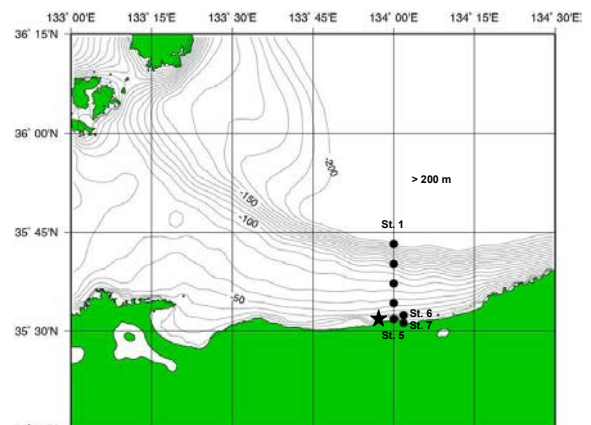 133˚ 00'E 133˚ 15'E 133˚ 30'E 133˚ 45'E 134˚ 00'E 134˚ 15'E 134˚ 30'E
36˚ 15'N
36˚ 00'N
-200
> 200 m
-150
-100
St. 1
35˚ 45'N
-50
St. 6
St. 7
35˚ 30'N
St. 5